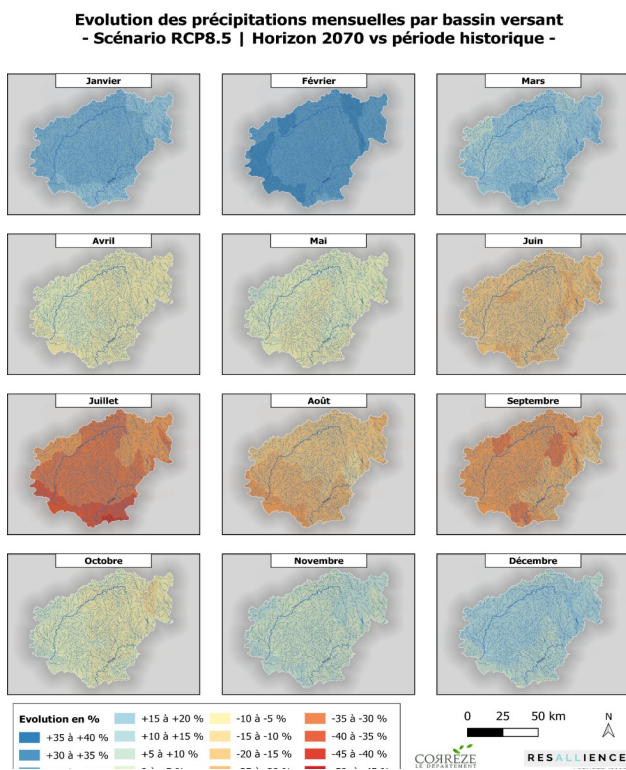 Evolution des précipitations mensuelles par bassin versant
- Scénario RCP8.5 | Horizon 2070 vs période historique -
Janvier
Février
Mars
Avril
Mai
Juin
Juillet
Août
Septembre
Octobre
Novembre
Décembre
Evolution en %
+35 à +40 %
+30 à +35 %
+15 à +20 %
+10 à +15 %
+5 à +10 %
-10 à -5 %
-15 à -10 %
-20 à -15 %
-35 à -30 %
-40 à -35 %
-45 à -40 %
0 25 50 km
N
CORRÈZE
LE DÉPARTEMENT
RESALLIENCE